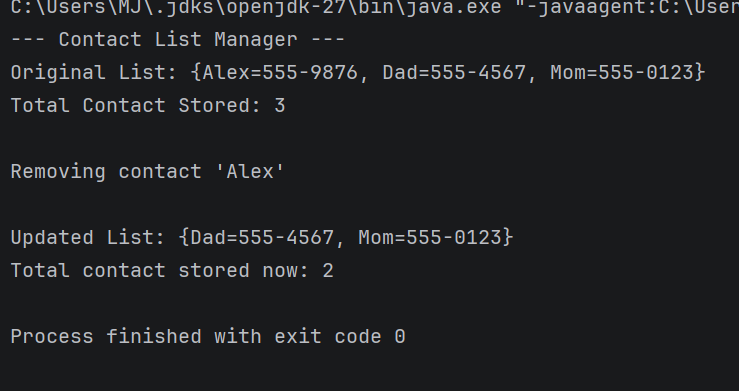 C:\Users\MJ\.jdks\openjdk-27\bin\java.exe "-javaagent:C:\User
--- Contact List Manager ---
Original List: {Alex=555-9876, Dad=555-4567, Mom=555-0123}
Total Contact Stored: 3
Removing contact 'Alex'
Updated List: {Dad=555-4567, Mom=555-0123}
Total contact stored now: 2
Process finished with exit code 0